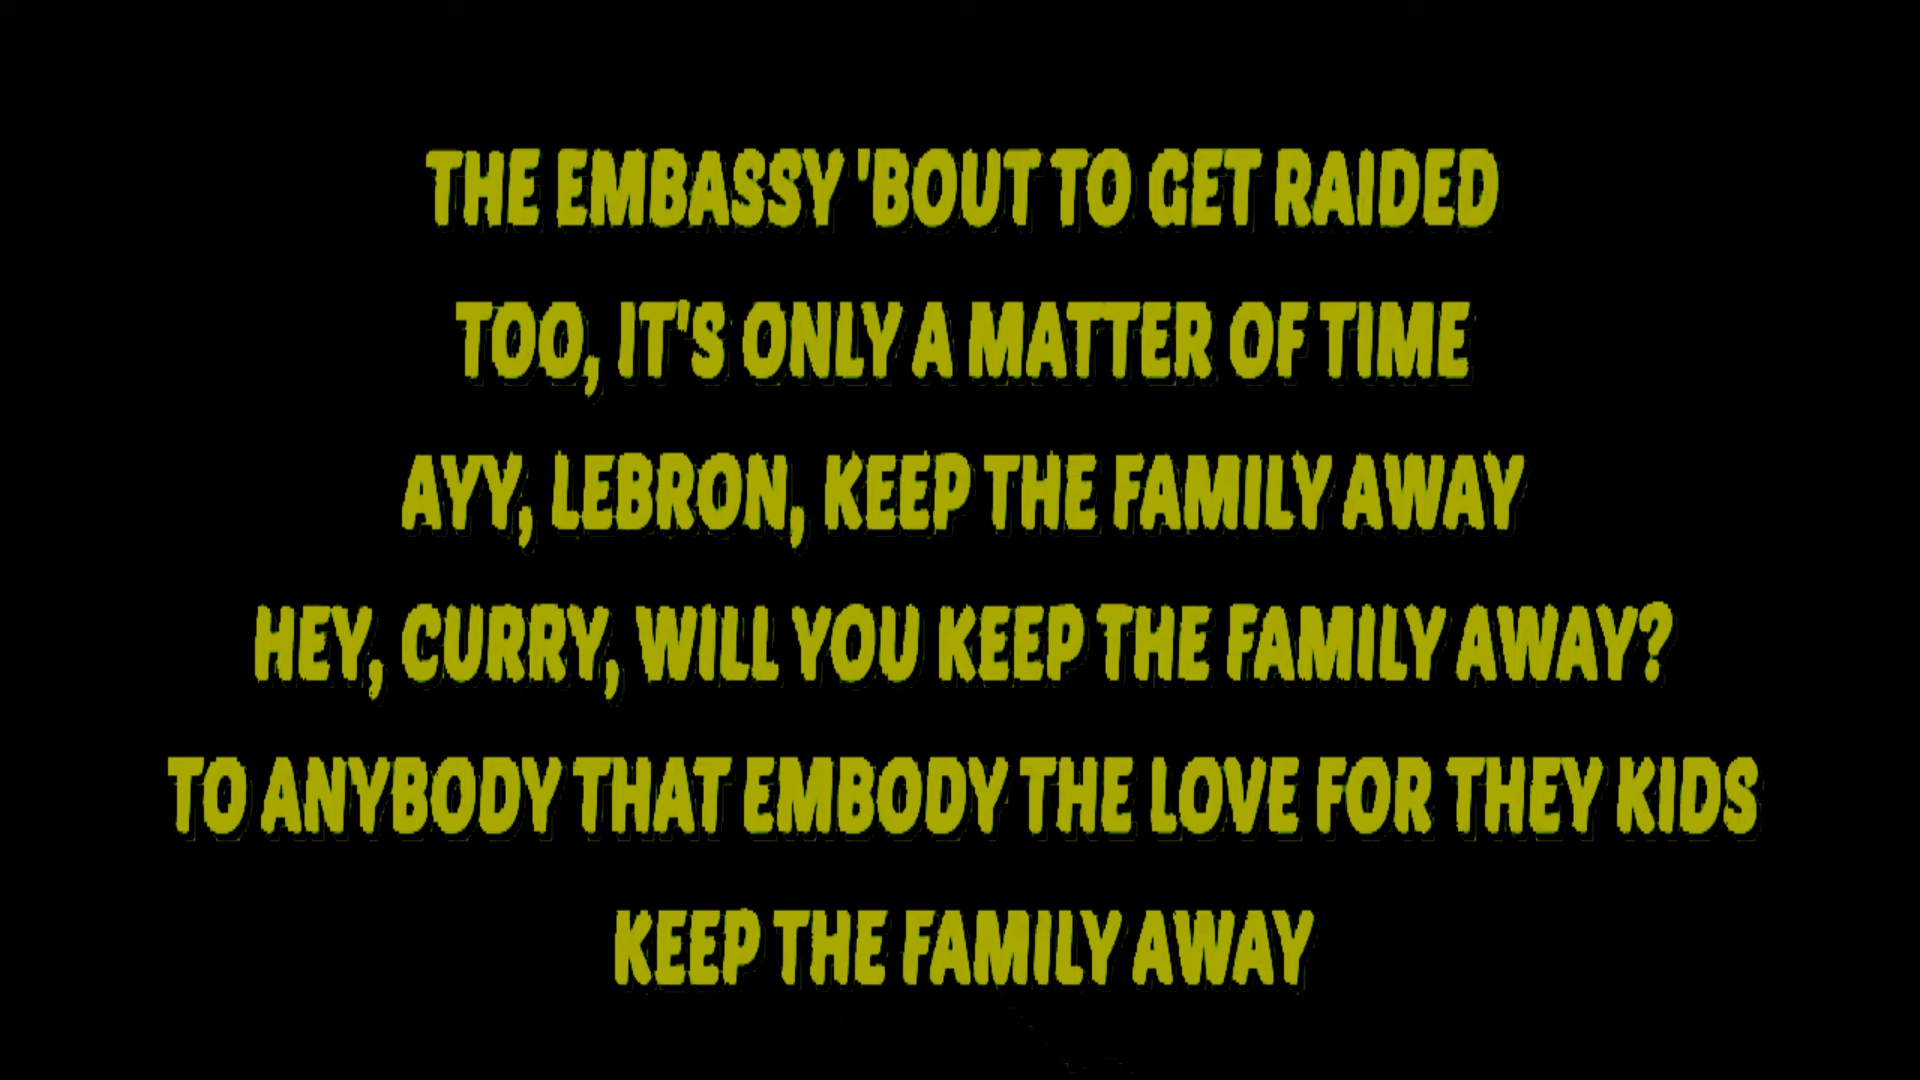 THE EMBASSY 'BOUT TO GET RAIDED
TOO, IT'S ONLY A MATTER OF TIME
AYY, LEBRON, KEEP THE FAMILY AWAY
HEY, CURRY, WILL YOU KEEP THE FAMILY AWAY?
TO ANYBODY THAT EMBODY THE LOVE FOR THEY KIDS
KEEP THE FAMILY AWAY